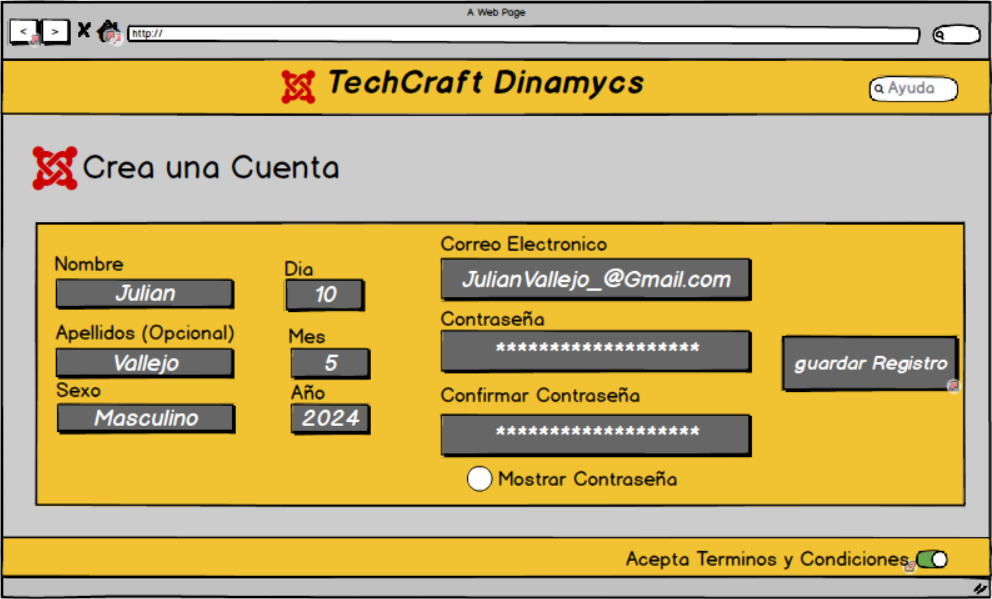 A Web Page
< > X http://
TechCraft Dinamycs
Ayuda
Crea una Cuenta
Nombre
Julian
Apellidos (Opcional)
Vallejo
Sexo
Masculino
Dia
10
Mes
5
Año
2024
Correo Electronico
JulianVallejo_@Gmail.com
Contraseña
*******************
Confirmar Contraseña
*******************
Mostrar Contraseña
guardar Registro
Acepta Terminos y Condiciones